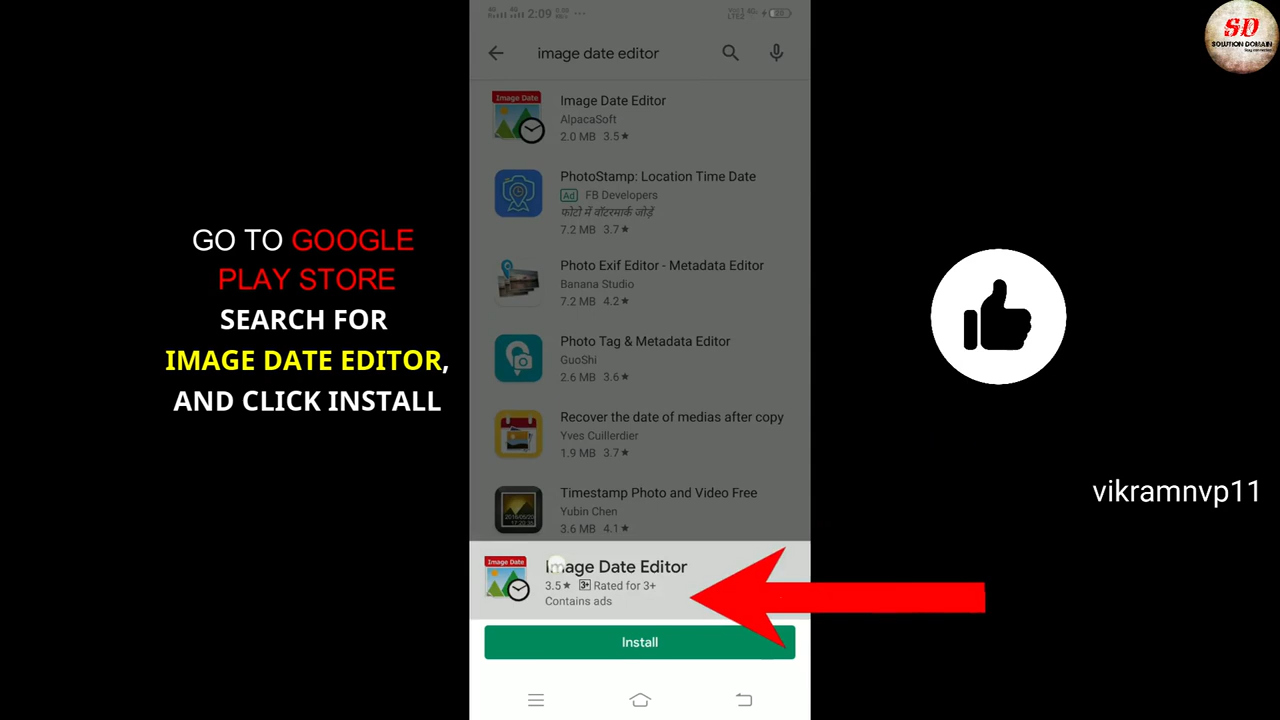 2:09
image date editor
SD
SOLUTION DOMAIN
Image Date
Image Date Editor
AlpacaSoft
2.0 MB 3.5★
PhotoStamp: Location Time Date
Ad FB Developers
फोटो में वॉटरमार्क जोड़ें
7.2 MB 3.7★
Photo Exif Editor - Metadata Editor
Banana Studio
7.2 MB 4.2★
Photo Tag & Metadata Editor
GuoShi
2.6 MB 3.6★
Recover the date of medias after copy
Yves Cuillerdier
1.9 MB 3.7★
Timestamp Photo and Video Free
Yubin Chen
3.6 MB 4.1★
Image Date
Image Date Editor
3.5★ 3+ Rated for 3+
Contains ads
Install
GO TO GOOGLE
PLAY STORE
SEARCH FOR
IMAGE DATE EDITOR,
AND CLICK INSTALL
vikramnvp11